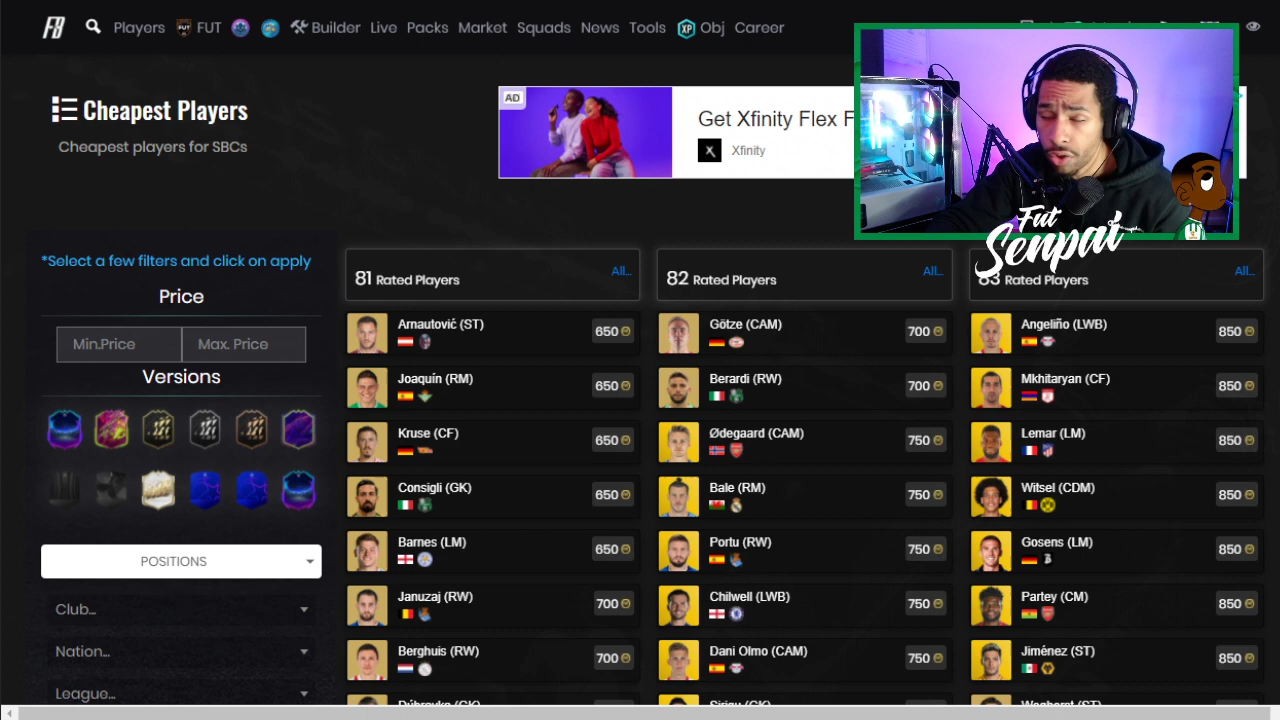 FB Players FUT Builder Live Packs Market Squads News Tools XP Obj Career
Cheapest Players
Cheapest players for SBCs
AD
Get Xfinity Flex F
X Xfinity
Fut
Senpai
*Select a few filters and click on apply
Price
Min.Price Max. Price
Versions
POSITIONS
Club...
Nation...
League...
81 Rated Players All...
Arnautović (ST) 650
Joaquín (RM) 650
Kruse (CF) 650
Consigli (GK) 650
Barnes (LM) 650
Januzaj (RW) 700
Berghuis (RW) 700
82 Rated Players All...
Götze (CAM) 700
Berardi (RW) 700
Ødegaard (CAM) 750
Bale (RM) 750
Portu (RW) 750
Chilwell (LWB) 750
Dani Olmo (CAM) 750
83 Rated Players All...
Angeliño (LWB) 850
Mkhitaryan (CF) 850
Lemar (LM) 850
Witsel (CDM) 850
Gosens (LM) 850
Partey (CM) 850
Jiménez (ST) 850